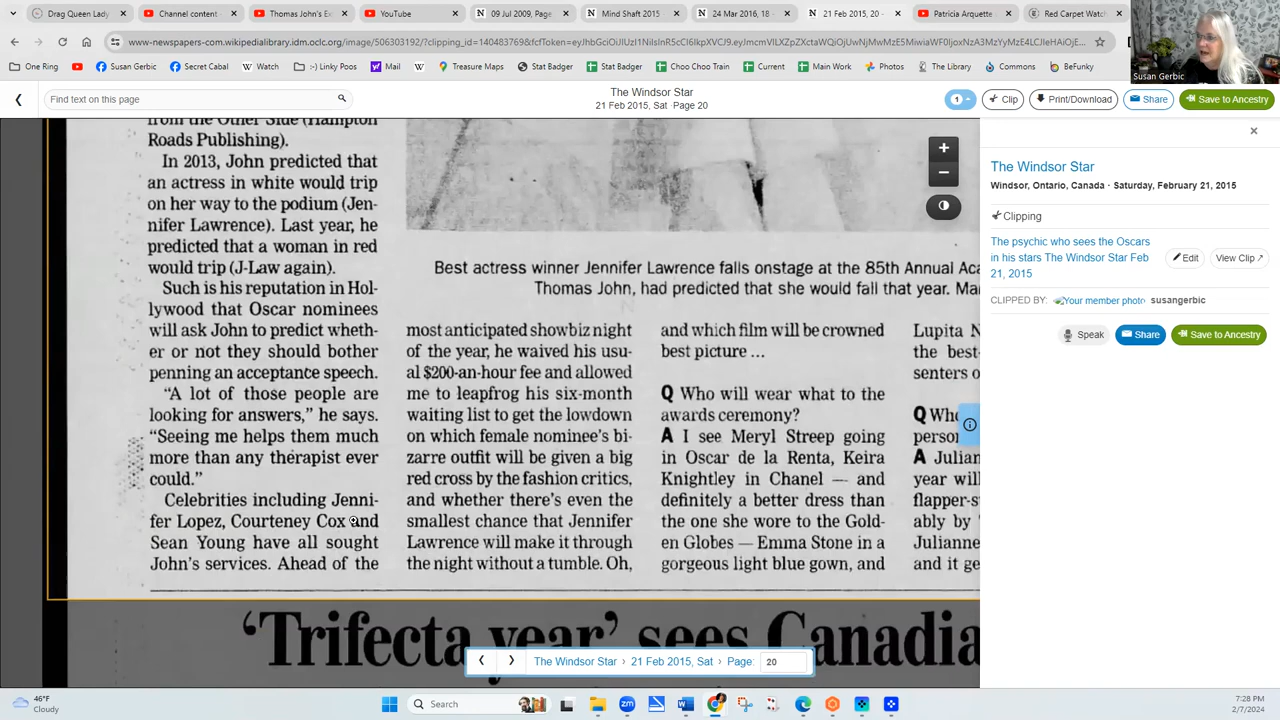 Drag Queen Lady
Channel content
Thomas John's Ex
YouTube
09 Jul 2009, Page
Mind Shaft 2015
24 Mar 2016, 18 -
21 Feb 2015, 20 -
Patricia Arquette
Red Carpet Watch
www-newspapers-com.wikipedialibrary.idm.oclc.org/image/506303192/?clipping_id=140483769&fcfToken=
One Ring
Susan Gerbic
Secret Cabal
Watch
:-) Linky Poos
Mail
Treasure Maps
Stat Badger
Stat Badger
Choo Choo Train
Current
Main Work
Photos
The Library
Commons
BeFunky
Susan Gerbic
Find text on this page
The Windsor Star
21 Feb 2015, Sat · Page 20
1
Clip
Print/Download
Share
Save to Ancestry
from the Other Side (Hampton
Roads Publishing).
In 2013, John predicted that
an actress in white would trip
on her way to the podium (Jen-
nifer Lawrence). Last year, he
predicted that a woman in red
would trip (J-Law again).
Such is his reputation in Hol-
lywood that Oscar nominees
will ask John to predict wheth-
er or not they should bother
penning an acceptance speech.
“A lot of those people are
looking for answers,” he says.
“Seeing me helps them much
more than any therapist ever
could.”
Celebrities including Jenni-
fer Lopez, Courteney Cox and
Sean Young have all sought
John's services. Ahead of the
Best actress winner Jennifer Lawrence falls onstage at the 85th Annual Aca
Thomas John, had predicted that she would fall that year. Ma
most anticipated showbiz night
of the year, he waived his usu-
al $200-an-hour fee and allowed
me to leapfrog his six-month
waiting list to get the lowdown
on which female nominee's bi-
zarre outfit will be given a big
red cross by the fashion critics,
and whether there's even the
smallest chance that Jennifer
Lawrence will make it through
the night without a tumble. Oh,
and which film will be crowned
best picture ...
Q Who will wear what to the
awards ceremony?
A I see Meryl Streep going
in Oscar de la Renta, Keira
Knightley in Chanel — and
definitely a better dress than
the one she wore to the Gold-
en Globes — Emma Stone in a
gorgeous light blue gown, and
Lupita N
the best-
senters o
Q Who
person
A Julian
year will
flapper-s
ably by
Julianne
and it ge
‘Trifecta year’ sees Canadia
The Windsor Star › 21 Feb 2015, Sat › Page: 20
The Windsor Star
Windsor, Ontario, Canada · Saturday, February 21, 2015
Clipping
The psychic who sees the Oscars
in his stars The Windsor Star Feb
21, 2015
Edit
View Clip
CLIPPED BY: Your member photo susangerbic
Speak
Share
Save to Ancestry
46°F
Cloudy
Search
7:28 PM
2/7/2024